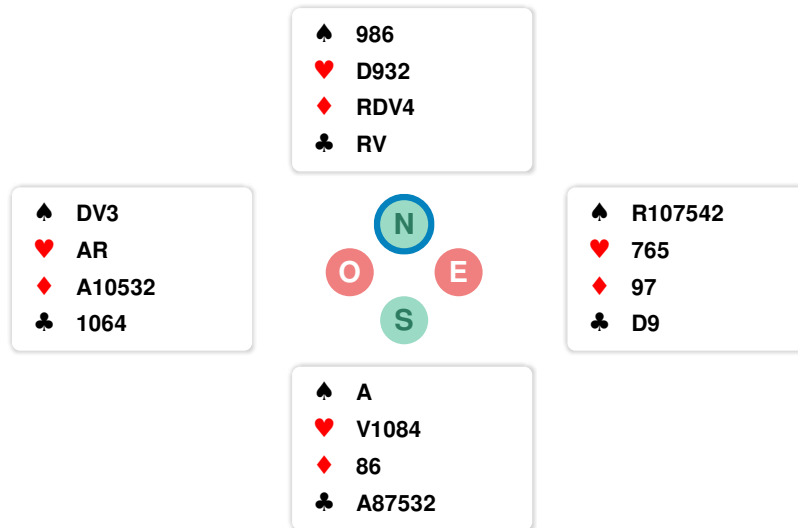 ♠ 986
♥ D932
♦ RDV4
♣ RV
♠ DV3
♥ AR
♦ A10532
♣ 1064
N
O E
S
♠ R107542
♥ 765
♦ 97
♣ D9
♠ A
♥ V1084
♦ 86
♣ A87532